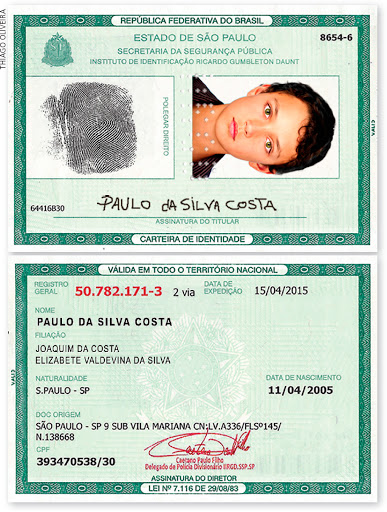 THIAGO OLIVEIRA
REPÚBLICA FEDERATIVA DO BRASIL
ESTADO DE SÃO PAULO
8654-6
SECRETARIA DA SEGURANÇA PÚBLICA
INSTITUTO DE IDENTIFICAÇÃO RICARDO GUMBLETON DAUNT
POLEGAR DIREITO
64416830
PAULO da SILVA COSTA
ASSINATURA DO TITULAR
CARTEIRA DE IDENTIDADE
VÁLIDA EM TODO O TERRITÓRIO NACIONAL
REGISTRO GERAL 50.782.171-3 2 via DATA DE EXPEDIÇÃO 15/04/2015
NOME
PAULO DA SILVA COSTA
FILIAÇÃO
JOAQUIM DA COSTA
ELIZABETE VALDEVINA DA SILVA
NATURALIDADE DATA DE NASCIMENTO
S.PAULO - SP 11/04/2005
DOC ORIGEM
SÃO PAULO - SP 9 SUB VILA MARIANA CN;LV.A336/FLSº145/
N.138668
CPF
393470538/30
Caetano Paulo Filho
Delegado de Polícia Divisionário IIRGD.SSP.SP
ASSINATURA DO DIRETOR
LEI Nº 7.116 DE 29/08/83